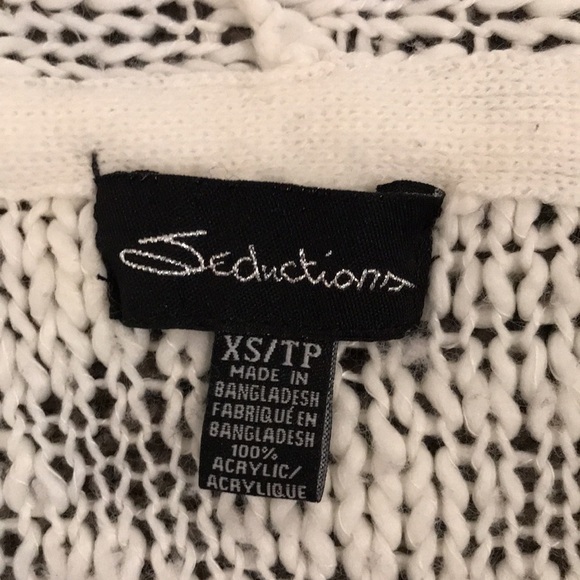 Seductions
XS/TP
MADE IN
BANGLADESH
FABRIQUÉ EN
BANGLADESH
100%
ACRYLIC/
ACRYLIQUE